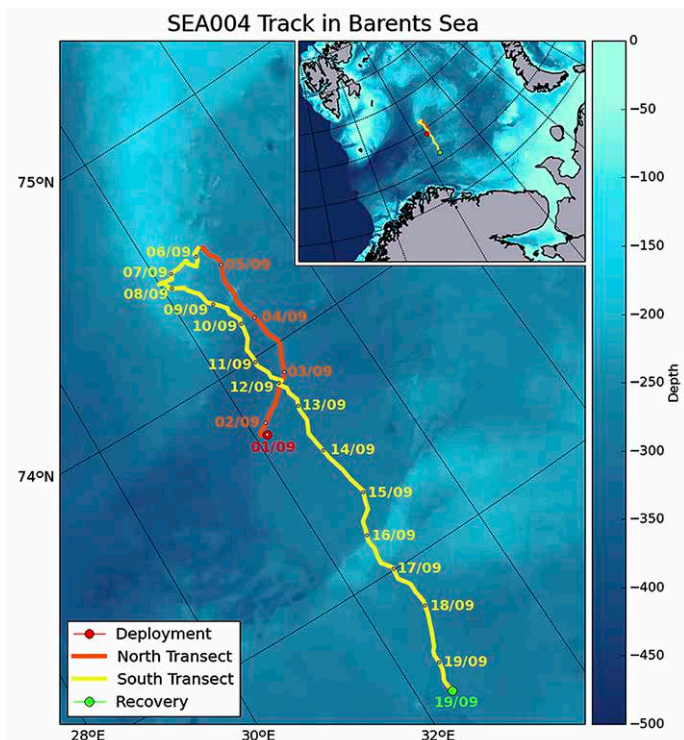 SEA004 Track in Barents Sea
75°N
74°N
28°E
30°E
32°E
06/09
05/09
07/09
08/09
09/09
04/09
10/09
11/09
03/09
12/09
13/09
02/09
01/09
14/09
15/09
16/09
17/09
18/09
19/09
19/09
Deployment
North Transect
South Transect
Recovery
0
−50
−100
−150
−200
−250
−300
−350
−400
−450
−500
Depth